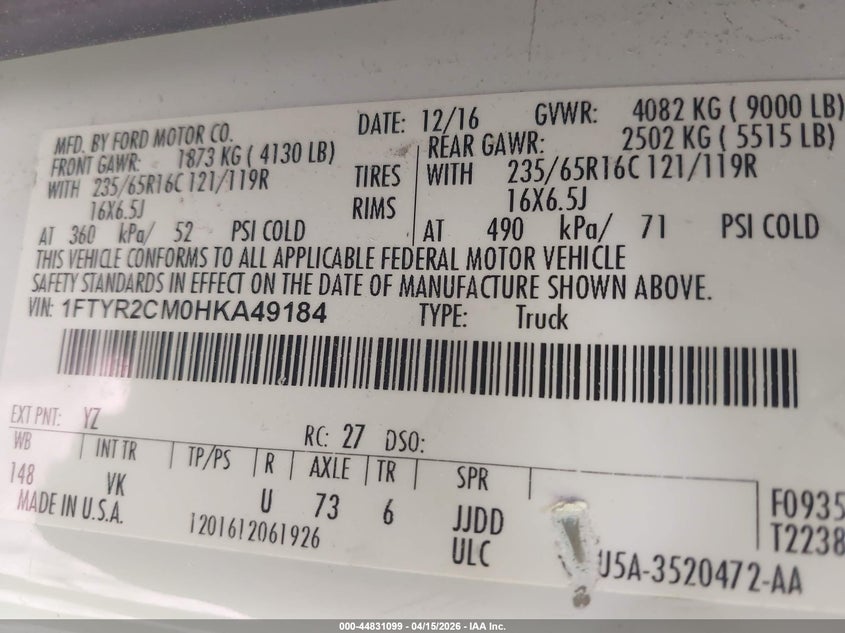 MFD. BY FORD MOTOR CO. DATE: 12/16 GVWR: 4082 KG ( 9000 LB)
FRONT GAWR: 1873 KG ( 4130 LB) REAR GAWR: 2502 KG ( 5515 LB)
WITH 235/65R16C 121/119R TIRES WITH 235/65R16C 121/119R
16X6.5J RIMS 16X6.5J
AT 360 kPa/ 52 PSI COLD AT 490 kPa/ 71 PSI COLD
THIS VEHICLE CONFORMS TO ALL APPLICABLE FEDERAL MOTOR VEHICLE
SAFETY STANDARDS IN EFFECT ON THE DATE OF MANUFACTURE SHOWN ABOVE.
VIN: 1FTYR2CM0HKA49184 TYPE: Truck
EXT PNT: YZ RC: 27 DSO:
WB INT TR TP/PS R AXLE TR SPR
148 VK U 73 6 JJDD F0935
MADE IN U.S.A. 1201612061926 ULC T2238
U5A-3520472-AA
000-44831099 - 04/15/2026 - IAA Inc.